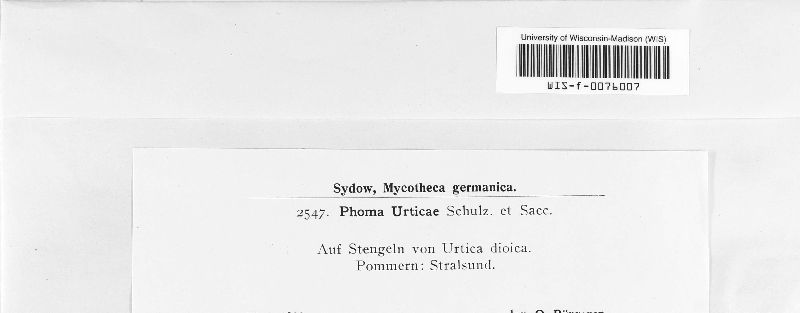 University of Wisconsin-Madison (WIS)
WIS-f-0076007
Sydow, Mycotheca germanica.
2547. Phoma Urticae Schulz. et Sacc.
Auf Stengeln von Urtica dioica.
Pommern: Stralsund.